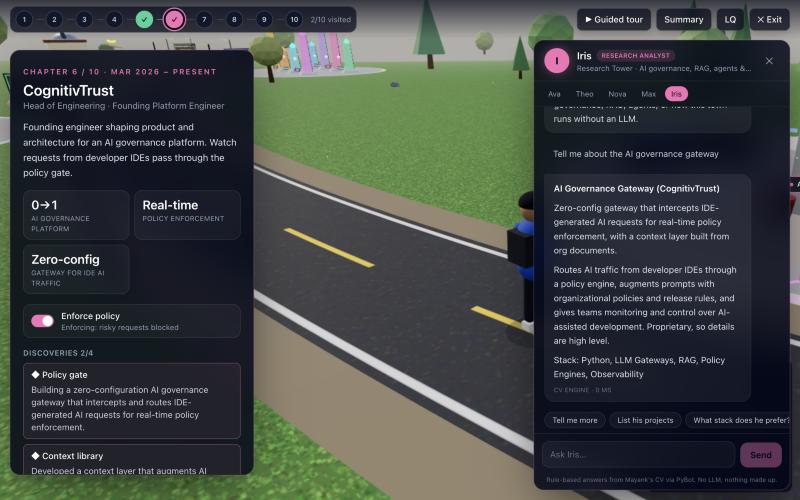 1 2 3 4 7 8 9 10 2/10 visited
Guided tour
Summary
LQ
Exit
CHAPTER 6 / 10 · MAR 2026 – PRESENT
CognitivTrust
Head of Engineering · Founding Platform Engineer
Founding engineer shaping product and
architecture for an AI governance platform. Watch
requests from developer IDEs pass through the
policy gate.
0→1
AI GOVERNANCE
PLATFORM
Real-time
POLICY ENFORCEMENT
Zero-config
GATEWAY FOR IDE AI
TRAFFIC
Enforce policy
Enforcing: risky requests blocked
DISCOVERIES 2/4
◆ Policy gate
Building a zero-configuration AI governance
gateway that intercepts and routes IDE-
generated AI requests for real-time policy
enforcement.
◆ Context library
Developed a context layer that augments AI
I
Iris RESEARCH ANALYST
Research Tower · AI governance, RAG, agents &...
Ava Theo Nova Max Iris
runs without an LLM.
Tell me about the AI governance gateway
AI Governance Gateway (CognitivTrust)
Zero-config gateway that intercepts IDE-
generated AI requests for real-time policy
enforcement, with a context layer built from
org documents.
Routes AI traffic from developer IDEs through
a policy engine, augments prompts with
organizational policies and release rules, and
gives teams monitoring and control over AI-
assisted development. Proprietary, so details
are high level.
Stack: Python, LLM Gateways, RAG, Policy
Engines, Observability
CV ENGINE · 0 MS
Tell me more
List his projects
What stack does he prefer?
Ask Iris...
Send
Rule-based answers from Mayank's CV via PyBot. No LLM, nothing made up.